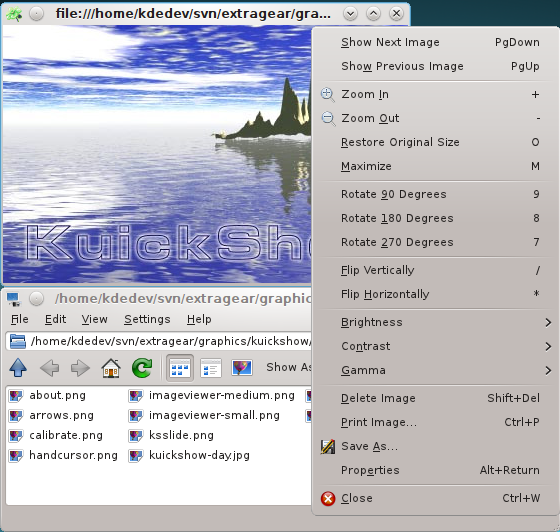 file:///home/kdedev/svn/extragear/gra...
Show Next Image PgDown
Show Previous Image PgUp
Zoom In +
Zoom Out -
Restore Original Size O
Maximize M
Rotate 90 Degrees 9
Rotate 180 Degrees 8
Rotate 270 Degrees 7
Flip Vertically /
Flip Horizontally *
Brightness
Contrast
Gamma
Delete Image Shift+Del
Print Image... Ctrl+P
Save As...
Properties Alt+Return
Close Ctrl+W
KuickSho
/home/kdedev/svn/extragear/graphic
File Edit View Settings Help
/home/kdedev/svn/extragear/graphics/kuickshow/
Show As
about.png imageviewer-medium.png
arrows.png imageviewer-small.png
calibrate.png ksslide.png
handcursor.png kuickshow-day.jpg